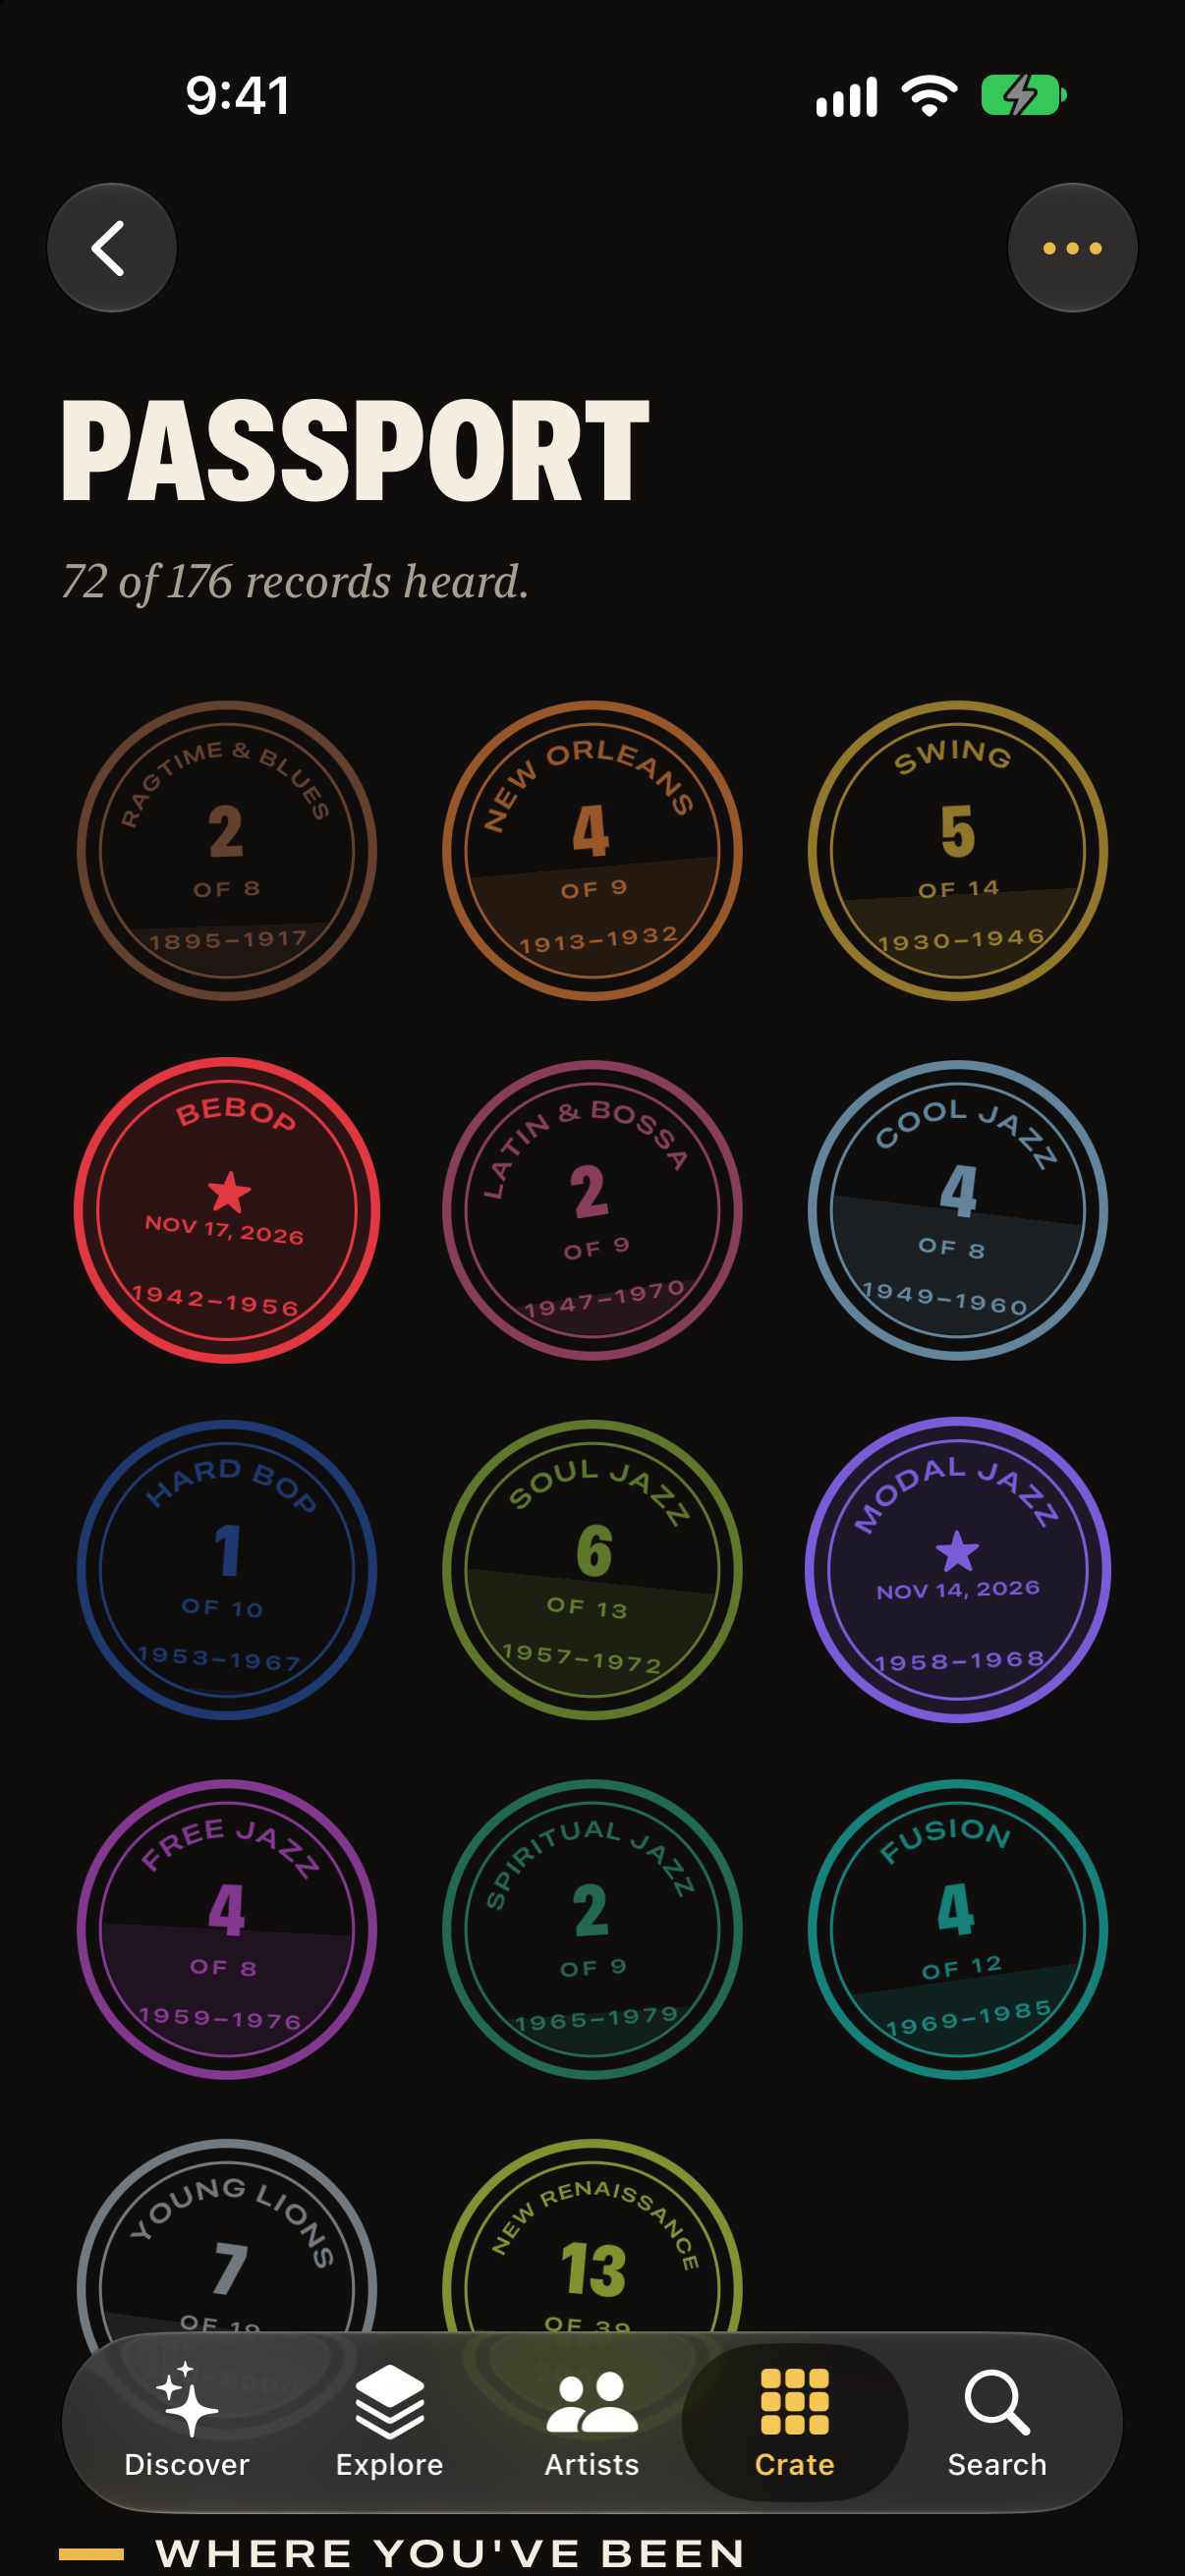 9:41
PASSPORT
72 of 176 records heard.
RAGTIME & BLUES
2
OF 8
1895–1917
NEW ORLEANS
4
OF 9
1913–1932
SWING
5
OF 14
1930–1946
BEBOP
NOV 17, 2026
1942–1956
LATIN & BOSSA
2
OF 9
1947–1970
COOL JAZZ
4
OF 8
1949–1960
HARD BOP
1
OF 10
1953–1967
SOUL JAZZ
6
OF 13
1957–1972
MODAL JAZZ
NOV 14, 2026
1958–1968
FREE JAZZ
4
OF 8
1959–1976
SPIRITUAL JAZZ
2
OF 9
1965–1979
FUSION
4
OF 12
1969–1985
YOUNG LIONS
7
OF 19
NEW RENAISSANCE
13
OF 39
Discover
Explore
Artists
Crate
Search
WHERE YOU'VE BEEN